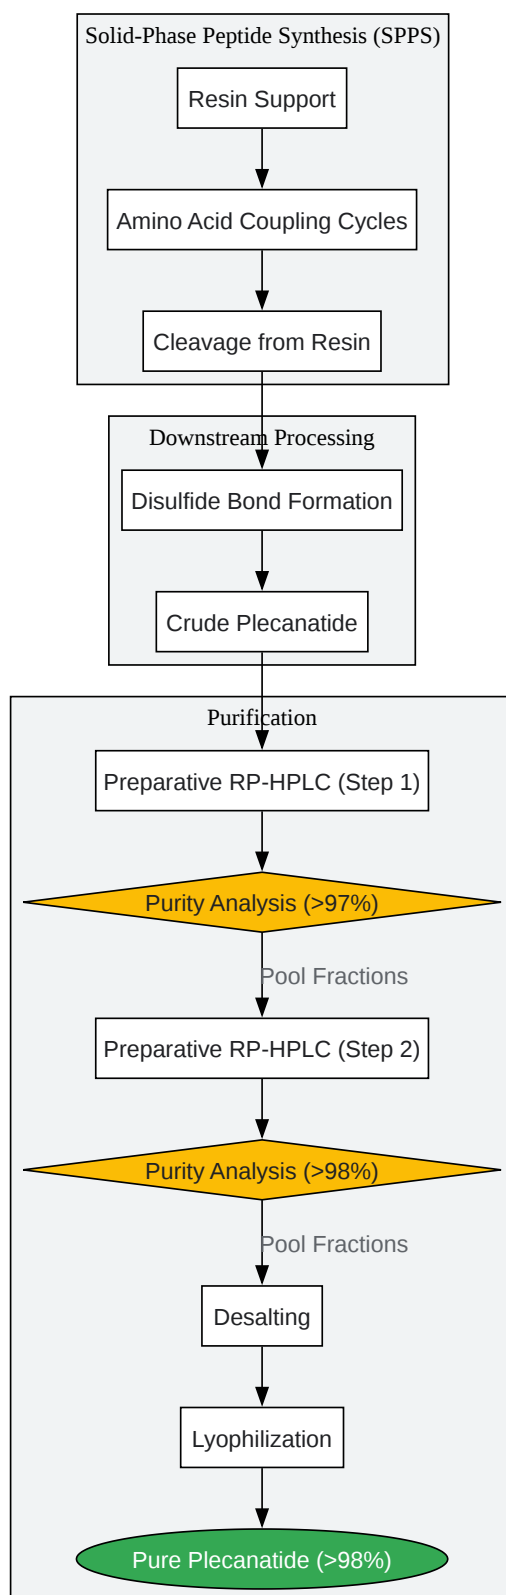 Solid-Phase Peptide Synthesis (SPPS)
Resin Support
Amino Acid Coupling Cycles
Cleavage from Resin
Downstream Processing
Disulfide Bond Formation
Crude Plecanatide
Purification
Preparative RP-HPLC (Step 1)
Purity Analysis (>97%)
Pool Fractions
Preparative RP-HPLC (Step 2)
Purity Analysis (>98%)
Pool Fractions
Desalting
Lyophilization
Pure Plecanatide (>98%)